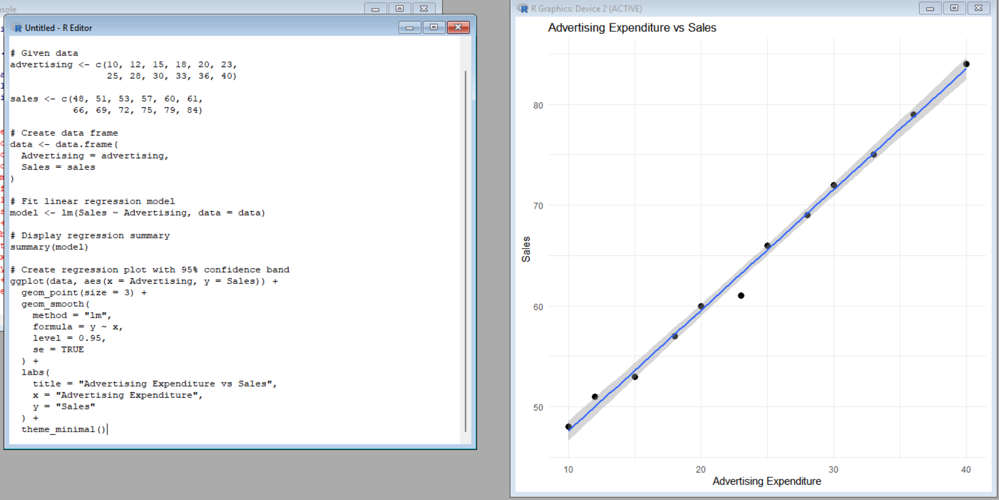 nsole
Untitled - R Editor
# Given data
advertising <- c(10, 12, 15, 18, 20, 23,
                 25, 28, 30, 33, 36, 40)
sales <- c(48, 51, 53, 57, 60, 61,
           66, 69, 72, 75, 79, 84)
# Create data frame
data <- data.frame(
  Advertising = advertising,
  Sales = sales
)
# Fit linear regression model
model <- lm(Sales ~ Advertising, data = data)
# Display regression summary
summary(model)
# Create regression plot with 95% confidence band
ggplot(data, aes(x = Advertising, y = Sales)) +
  geom_point(size = 3) +
  geom_smooth(
    method = "lm",
    formula = y ~ x,
    level = 0.95,
    se = TRUE
  ) +
  labs(
    title = "Advertising Expenditure vs Sales",
    x = "Advertising Expenditure",
    y = "Sales"
  ) +
  theme_minimal()
R Graphics: Device 2 (ACTIVE)
Advertising Expenditure vs Sales
80
70
Sales
60
50
10 20 30 40
Advertising Expenditure